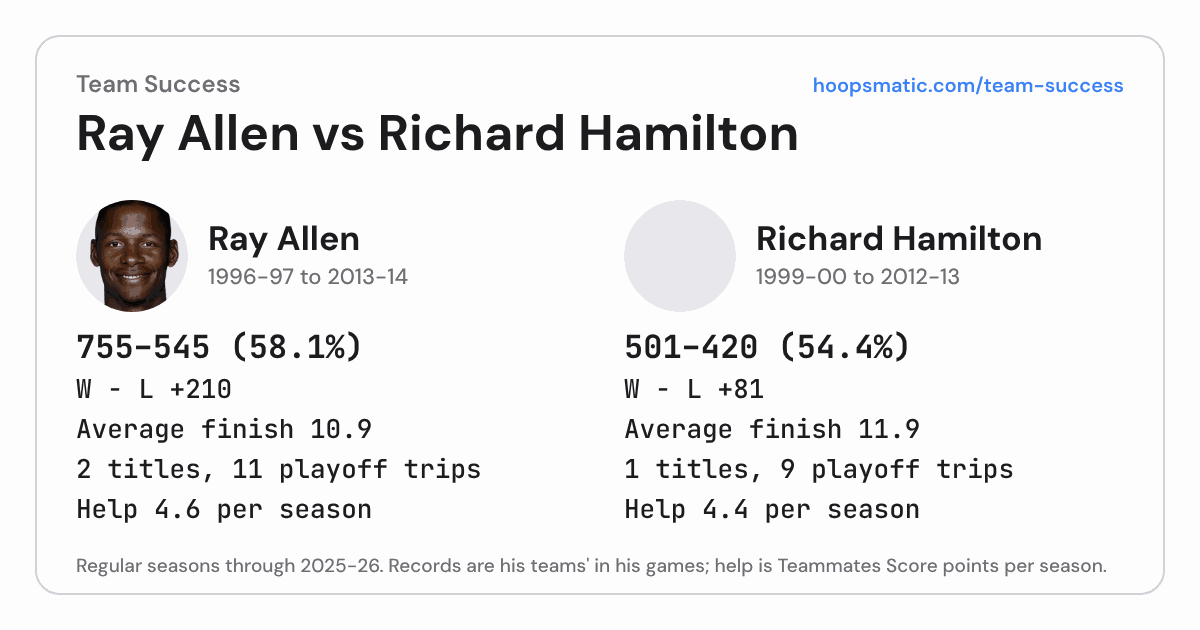 Team Success
hoopsmatic.com/team-success
Ray Allen vs Richard Hamilton
Ray Allen
1996-97 to 2013-14
755-545 (58.1%)
W - L +210
Average finish 10.9
2 titles, 11 playoff trips
Help 4.6 per season
Richard Hamilton
1999-00 to 2012-13
501-420 (54.4%)
W - L +81
Average finish 11.9
1 titles, 9 playoff trips
Help 4.4 per season
Regular seasons through 2025-26. Records are his teams' in his games; help is Teammates Score points per season.